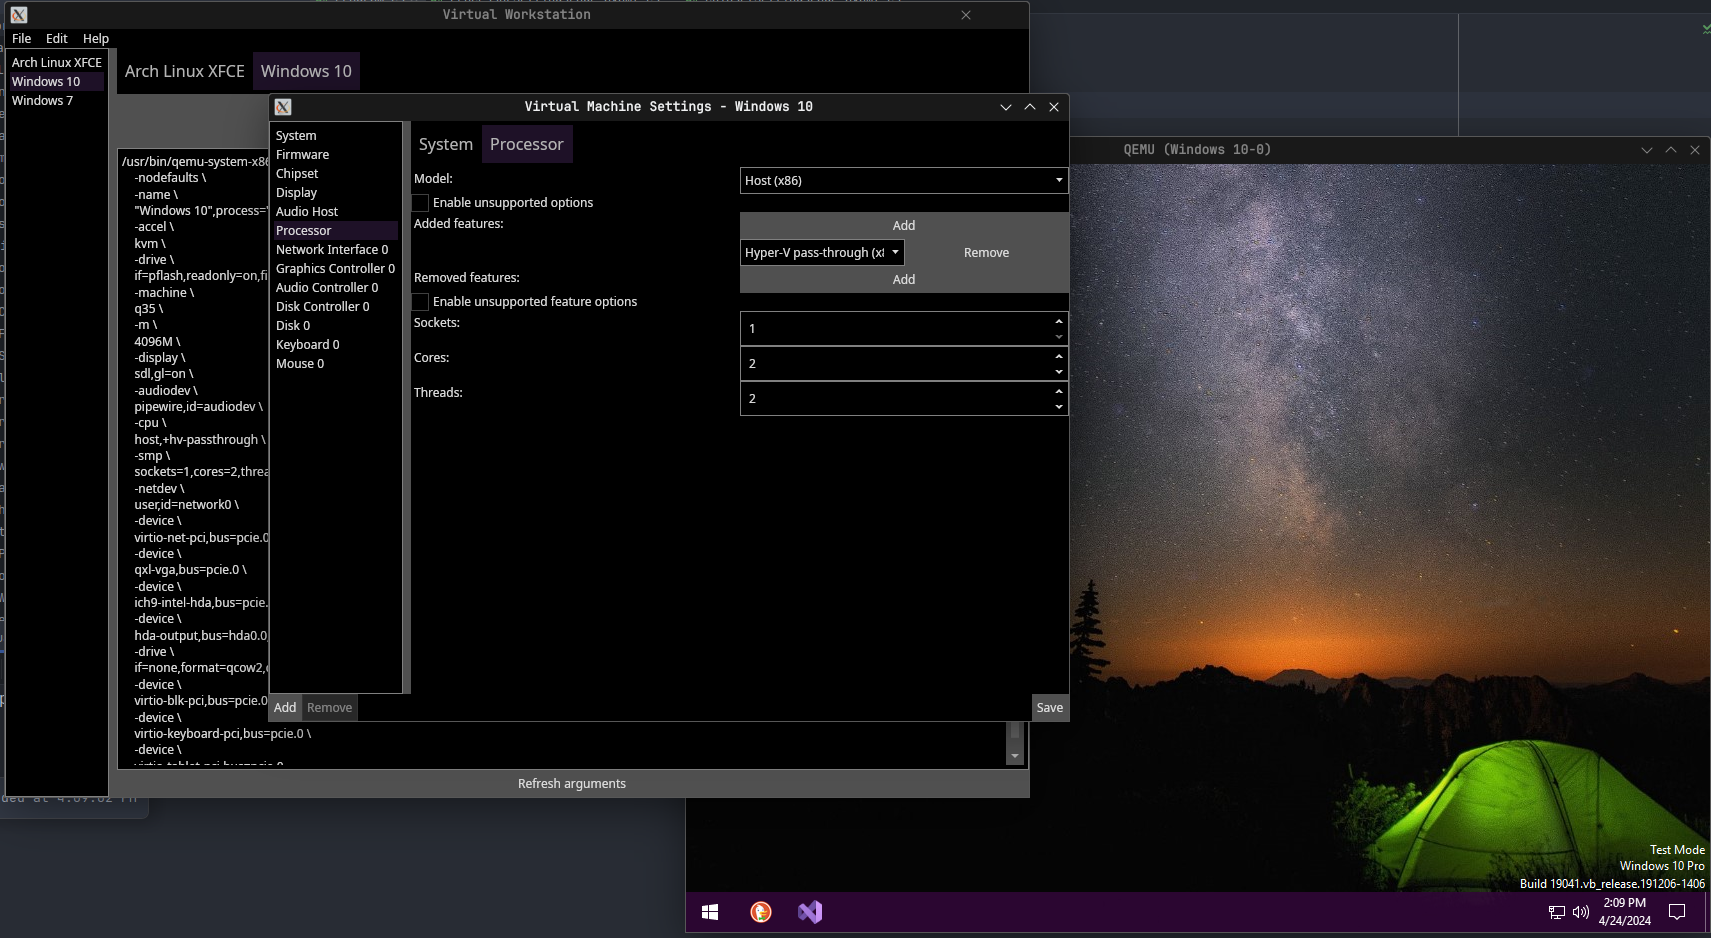 Virtual Workstation
File Edit Help
Arch Linux XFCE
Windows 10
Windows 7
Arch Linux XFCE Windows 10
/usr/bin/qemu-system-x86
-nodefaults \
-name \
"Windows 10",process=
-accel \
kvm \
-drive \
if=pflash,readonly=on,fi
-machine \
q35 \
-m \
4096M \
-display \
sdl,gl=on \
-audiodev \
pipewire,id=audiodev \
-cpu \
host,+hv-passthrough \
-smp \
sockets=1,cores=2,threa
-netdev \
user,id=network0 \
-device \
virtio-net-pci,bus=pcie.0
-device \
qxl-vga,bus=pcie.0 \
-device \
ich9-intel-hda,bus=pcie.
-device \
hda-output,bus=hda0.0
-drive \
if=none,format=qcow2,
-device \
virtio-blk-pci,bus=pcie.0
-device \
virtio-keyboard-pci,bus=pcie.0 \
-device \
Refresh arguments
Virtual Machine Settings - Windows 10
System
Firmware
Chipset
Display
Audio Host
Processor
Network Interface 0
Graphics Controller 0
Audio Controller 0
Disk Controller 0
Disk 0
Keyboard 0
Mouse 0
Add Remove
System Processor
Model: Host (x86)
Enable unsupported options
Added features: Add
Hyper-V pass-through (x Remove
Removed features: Add
Enable unsupported feature options
Sockets: 1
Cores: 2
Threads: 2
Save
QEMU (Windows 10-0)
Test Mode
Windows 10 Pro
Build 19041.vb_release.191206-1406
2:09 PM
4/24/2024